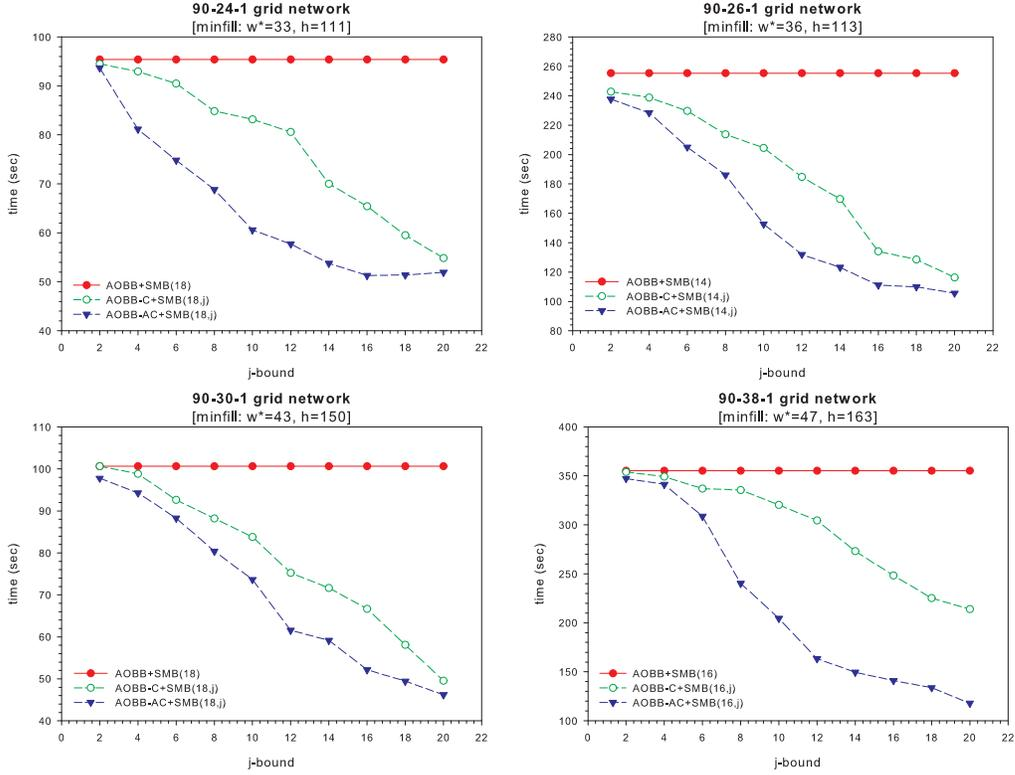 90-24-1 grid network
[minfill: w*=33, h=111]
100
90
80
70
60
50
40
time (sec)
AOBB+SMB(18)
AOBB-C+SMB(18,j)
AOBB-AC+SMB(18,j)
0 2 4 6 8 10 12 14 16 18 20 22
j-bound
90-26-1 grid network
[minfill: w*=36, h=113]
280
260
240
220
200
180
160
140
120
100
80
time (sec)
AOBB+SMB(14)
AOBB-C+SMB(14,j)
AOBB-AC+SMB(14,j)
0 2 4 6 8 10 12 14 16 18 20 22
j-bound
90-30-1 grid network
[minfill: w*=43, h=150]
110
100
90
80
70
60
50
40
time (sec)
AOBB+SMB(18)
AOBB-C+SMB(18,j)
AOBB-AC+SMB(18,j)
0 2 4 6 8 10 12 14 16 18 20 22
j-bound
90-38-1 grid network
[minfill: w*=47, h=163]
400
350
300
250
200
150
100
time (sec)
AOBB+SMB(16)
AOBB-C+SMB(16,j)
AOBB-AC+SMB(16,j)
0 2 4 6 8 10 12 14 16 18 20 22
j-bound